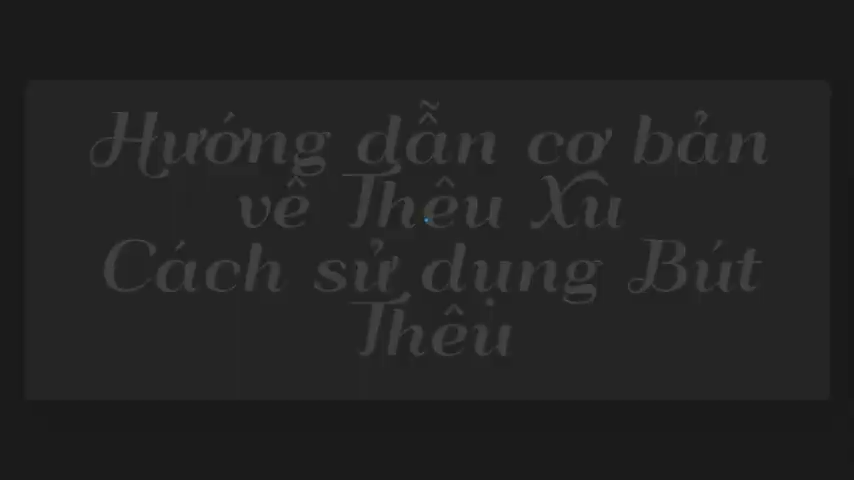 Hướng dẫn cơ bản
về Thêu Xù
Cách sử dụng Bút
Thêu